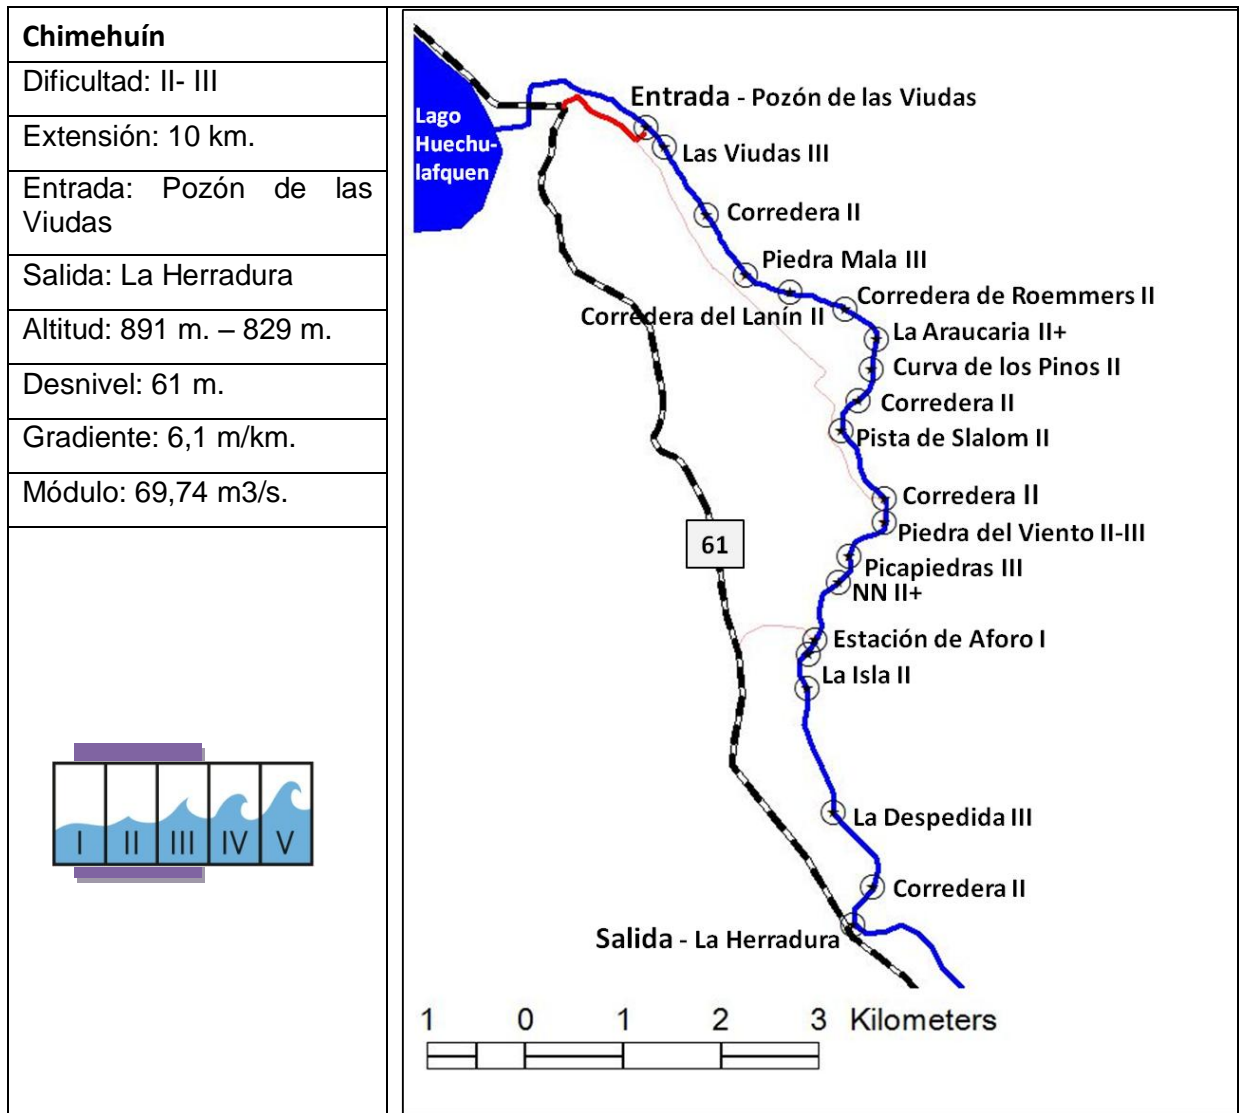 Chimehuín
Dificultad: II- III
Extensión: 10 km.
Entrada: Pozón de las
Viudas
Salida: La Herradura
Altitud: 891 m. – 829 m.
Desnivel: 61 m.
Gradiente: 6,1 m/km.
Módulo: 69,74 m3/s.
I II III IV V
Lago
Huechu-
lafquen
Entrada - Pozón de las Viudas
Las Viudas III
Corredera II
Piedra Mala III
Corredera de Roemmers II
Corredera del Lanín II
La Araucaria II+
Curva de los Pinos II
Corredera II
Pista de Slalom II
Corredera II
Piedra del Viento II-III
61
Picapiedras III
NN II+
Estación de Aforo I
La Isla II
La Despedida III
Corredera II
Salida - La Herradura
1 0 1 2 3 Kilometers